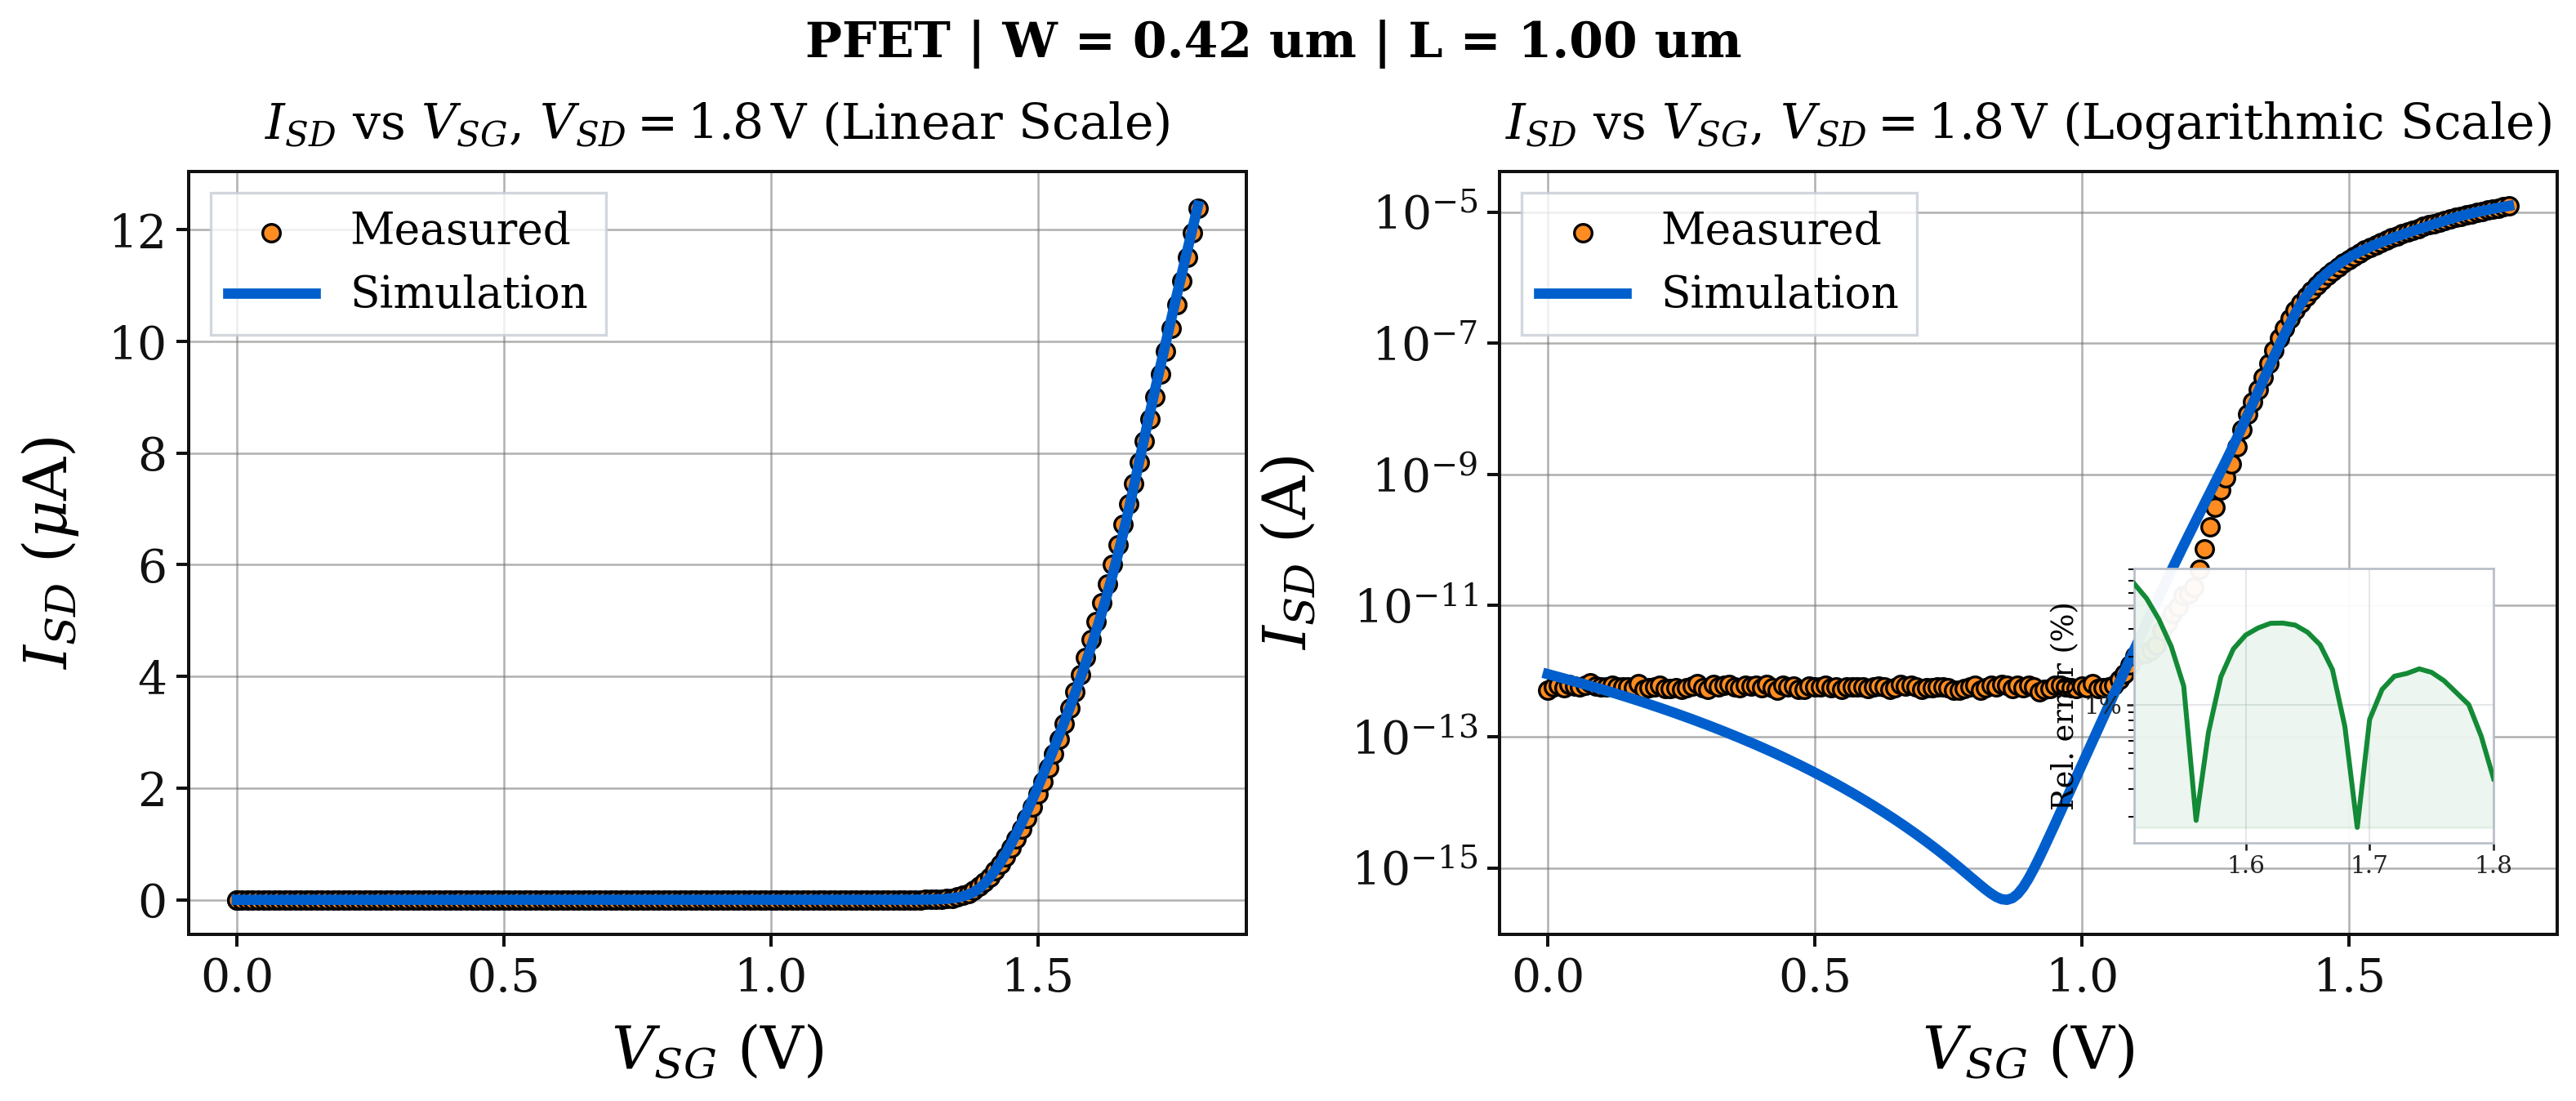 PFET | W = 0.42 um | L = 1.00 um
I_SD vs V_SG, V_SD = 1.8 V (Linear Scale)
Measured
Simulation
12
10
8
6
4
2
0
I_SD (μA)
0.0 0.5 1.0 1.5
V_SG (V)
I_SD vs V_SG, V_SD = 1.8 V (Logarithmic Scale)
Measured
Simulation
10^-5
10^-7
10^-9
10^-11
10^-13
10^-15
I_SD (A)
Rel. error (%)
1%
1.6 1.7 1.8
0.0 0.5 1.0 1.5
V_SG (V)